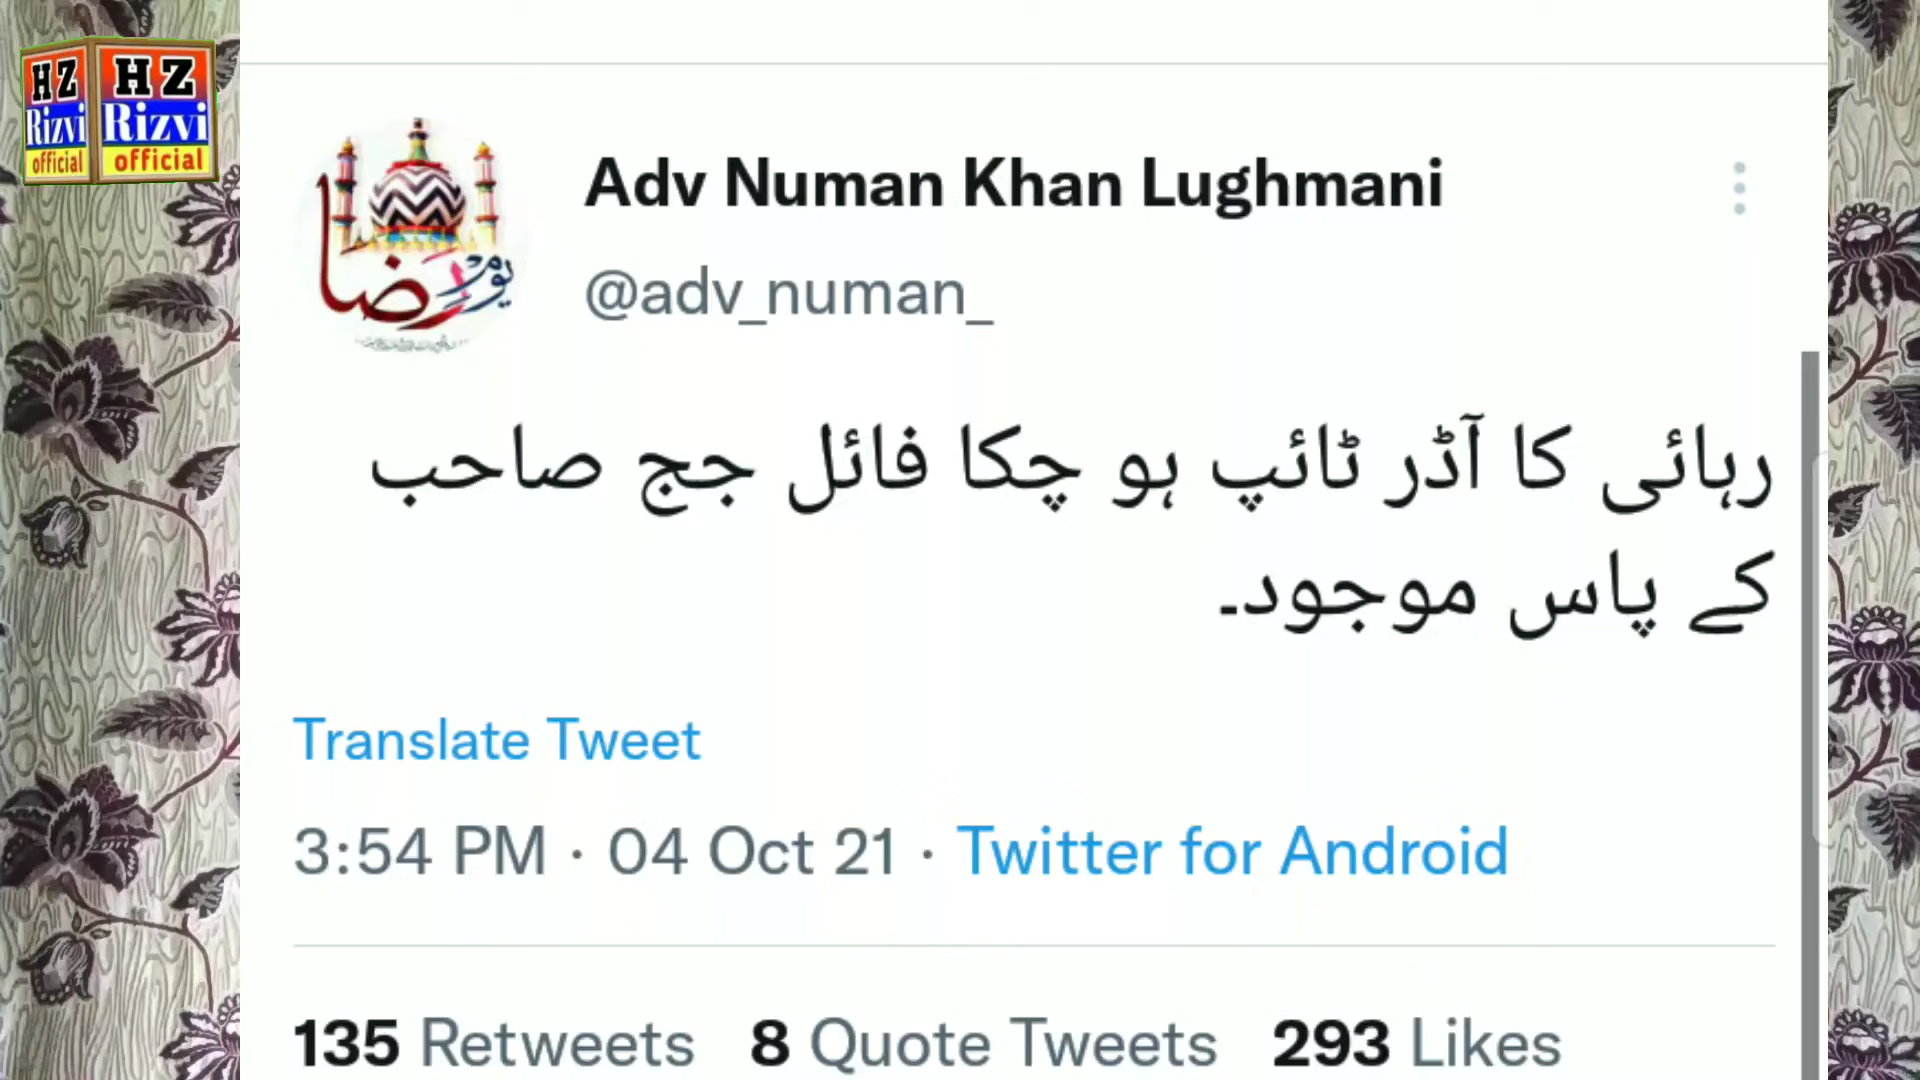 HZ
Rizvi
official
HZ
Rizvi
official
یوم رضا
Adv Numan Khan Lughmani
@adv_numan_
رہائی کا آڈر ٹائپ ہو چکا فائل جج صاحب
کے پاس موجود۔
Translate Tweet
3:54 PM · 04 Oct 21 · Twitter for Android
135 Retweets 8 Quote Tweets 293 Likes